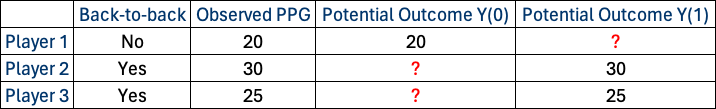 Back-to-back Observed PPG Potential Outcome Y(0) Potential Outcome Y(1)
Player 1 No 20 20 ?
Player 2 Yes 30 ? 30
Player 3 Yes 25 ? 25